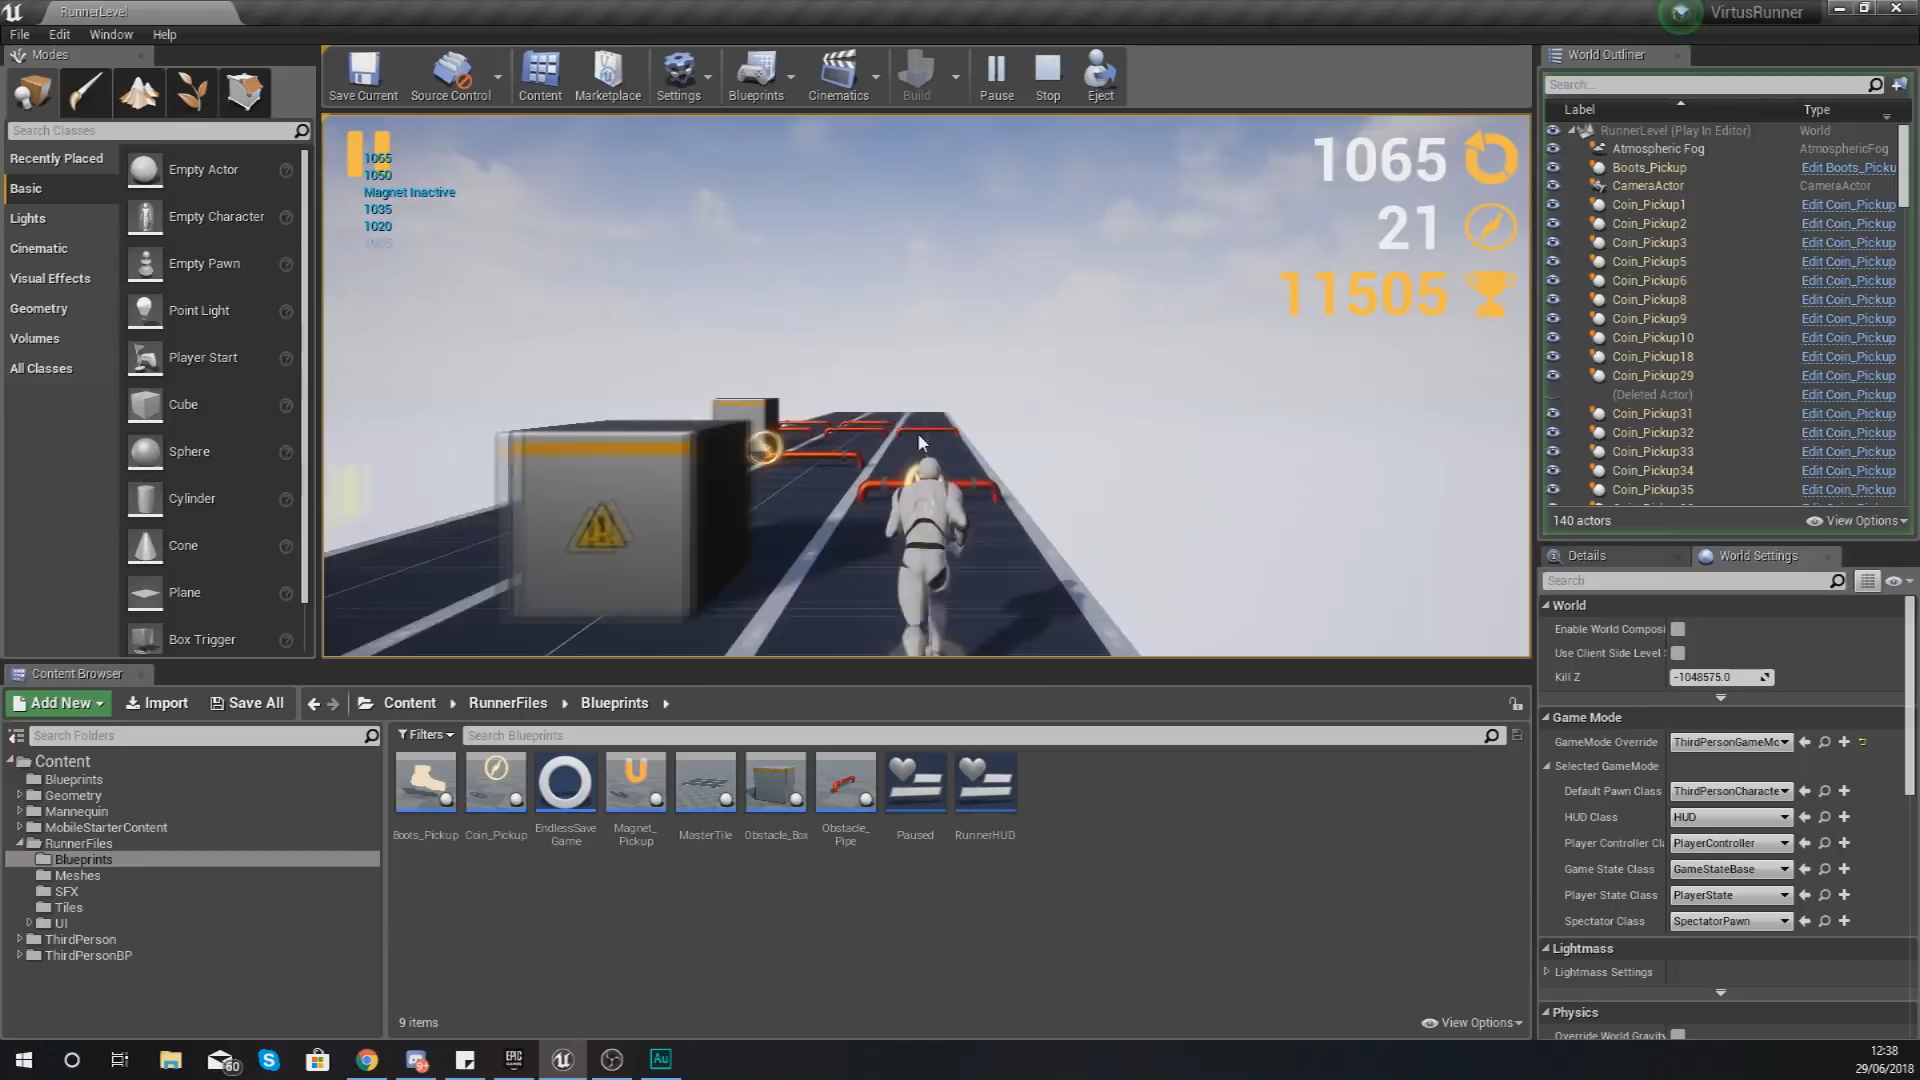 RunnerLevel
VirtusRunner
File Edit Window Help
Modes
Save Current
Source Control
Content
Marketplace
Settings
Blueprints
Cinematics
Build
Pause
Stop
Eject
Search Classes
Recently Placed
Basic
Lights
Cinematic
Visual Effects
Geometry
Volumes
All Classes
Empty Actor
Empty Character
Empty Pawn
Point Light
Player Start
Cube
Sphere
Cylinder
Cone
Plane
Box Trigger
1065
1050
Magnet Inactive
1035
1020
1065
21
11505
World Outliner
Search...
Label Type
RunnerLevel (Play In Editor) World
Atmospheric Fog AtmosphericFog
Boots_Pickup Edit Boots_Picku
CameraActor CameraActor
Coin_Pickup1 Edit Coin_Pickup
Coin_Pickup2 Edit Coin_Pickup
Coin_Pickup3 Edit Coin_Pickup
Coin_Pickup5 Edit Coin_Pickup
Coin_Pickup6 Edit Coin_Pickup
Coin_Pickup8 Edit Coin_Pickup
Coin_Pickup9 Edit Coin_Pickup
Coin_Pickup10 Edit Coin_Pickup
Coin_Pickup18 Edit Coin_Pickup
Coin_Pickup29 Edit Coin_Pickup
(Deleted Actor) Edit Coin_Pickup
Coin_Pickup31 Edit Coin_Pickup
Coin_Pickup32 Edit Coin_Pickup
Coin_Pickup33 Edit Coin_Pickup
Coin_Pickup34 Edit Coin_Pickup
Coin_Pickup35 Edit Coin_Pickup
140 actors View Options
Details World Settings
Search
World
Enable World Composi
Use Client Side Level
Kill Z -1048575.0
Game Mode
GameMode Override ThirdPersonGameMc
Selected GameMode
Default Pawn Class ThirdPersonCharacte
HUD Class HUD
Player Controller Cl PlayerController
Game State Class GameStateBase
Player State Class PlayerState
Spectator Class SpectatorPawn
Lightmass
Lightmass Settings
Physics
Override World Gravity
Content Browser
Add New Import Save All Content RunnerFiles Blueprints
Search Folders
Filters Search Blueprints
Content
Blueprints
Geometry
Mannequin
MobileStarterContent
RunnerFiles
Blueprints
Meshes
SFX
Tiles
UI
ThirdPerson
ThirdPersonBP
Boots_Pickup
Coin_Pickup
EndlessSave
Game
Magnet_
Pickup
MasterTile
Obstacle_Box
Obstacle_
Pipe
Paused
RunnerHUD
9 items View Options
60
9+
EPIC
GAMES
Au
12:38
29/06/2018